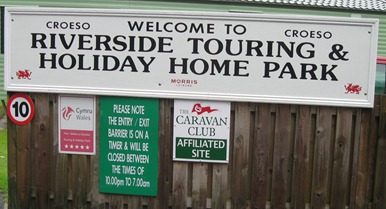 CROESO
WELCOME TO
CROESO
RIVERSIDE TOURING &
HOLIDAY HOME PARK
MORRIS
LEISURE
10
Cymru
Wales
PLEASE NOTE
THE ENTRY / EXIT
BARRIER IS ON A
TIMER & WILL BE
CLOSED BETWEEN
THE TIMES OF
10.00pm TO 7.00am
THE
CARAVAN
CLUB
AFFILIATED
SITE